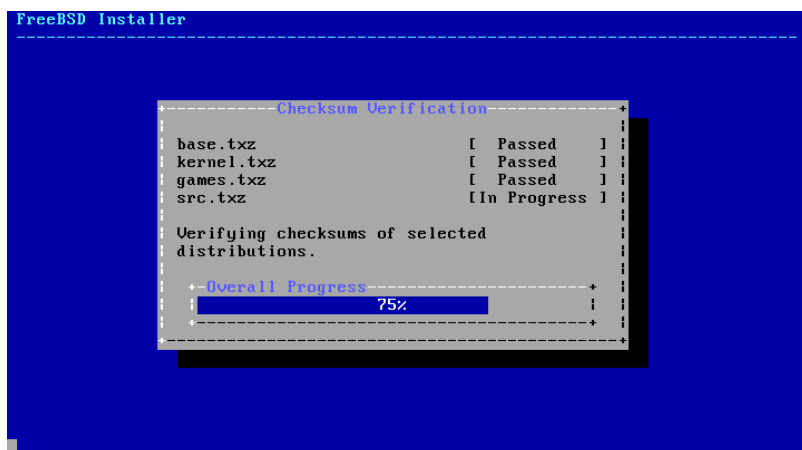 FreeBSD Installer
Checksum Verification
base.txz [ Passed ]
kernel.txz [ Passed ]
games.txz [ Passed ]
src.txz [In Progress ]
Verifying checksums of selected
distributions.
Overall Progress
75%